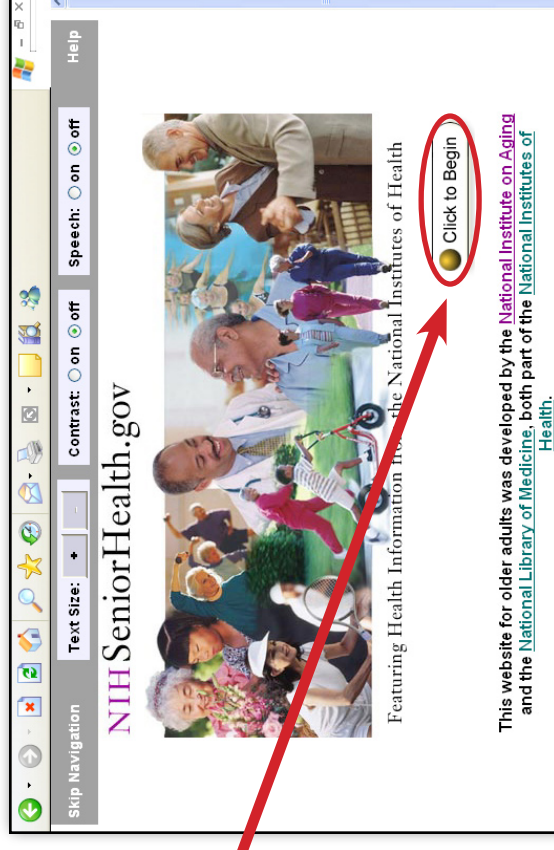 Skip Navigation Text Size: + - Contrast: on off Speech: on off Help
NIHSeniorHealth.gov
Featuring Health Information from the National Institutes of Health
Click to Begin
This website for older adults was developed by the National Institute on Aging
and the National Library of Medicine, both part of the National Institutes of
Health.